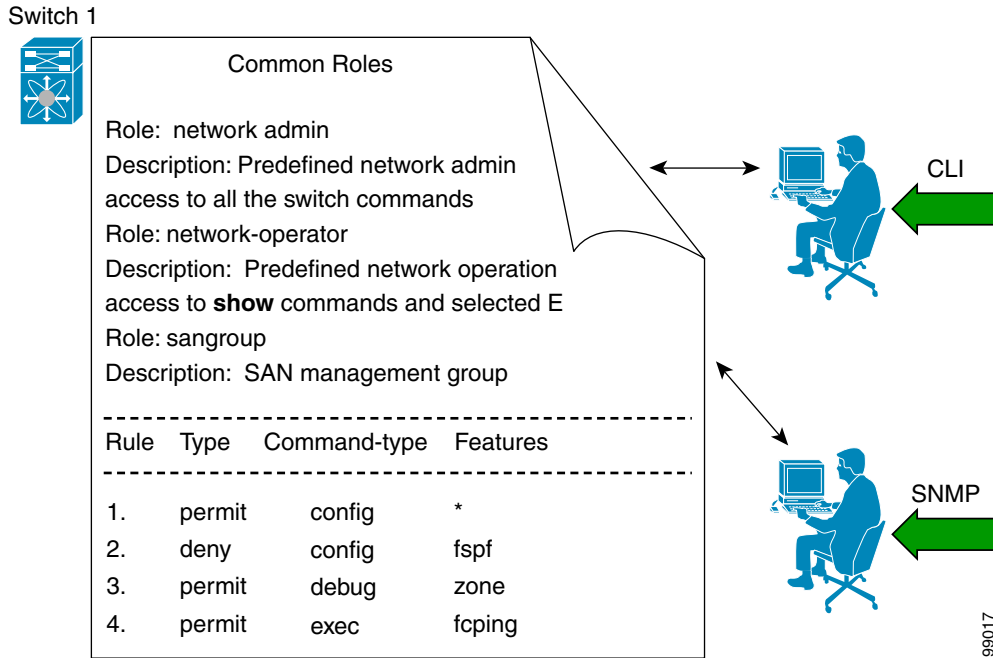 Switch 1
Common Roles
Role: network admin
Description: Predefined network admin
access to all the switch commands
Role: network-operator
Description: Predefined network operation
access to show commands and selected E
Role: sangroup
Description: SAN management group
Rule Type Command-type Features
1. permit config *
2. deny config fspf
3. permit debug zone
4. permit exec fcping
CLI
SNMP
99017